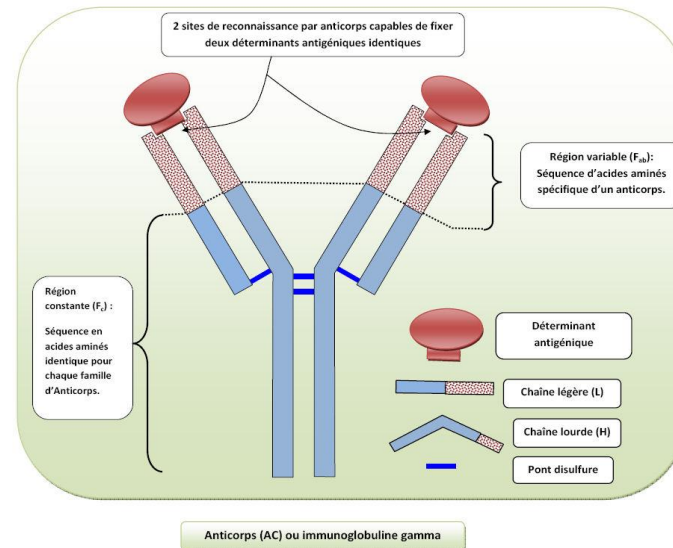 2 sites de reconnaissance par anticorps capables de fixer
deux déterminants antigéniques identiques
Région variable (Fab):
Séquence d'acides aminés
spécifique d'un anticorps.
Région
constante (Fc) :
Séquence en
acides aminés
identique pour
chaque famille
d'Anticorps.
Déterminant
antigénique
Chaîne légère (L)
Chaîne lourde (H)
Pont disulfure
Anticorps (AC) ou immunoglobuline gamma